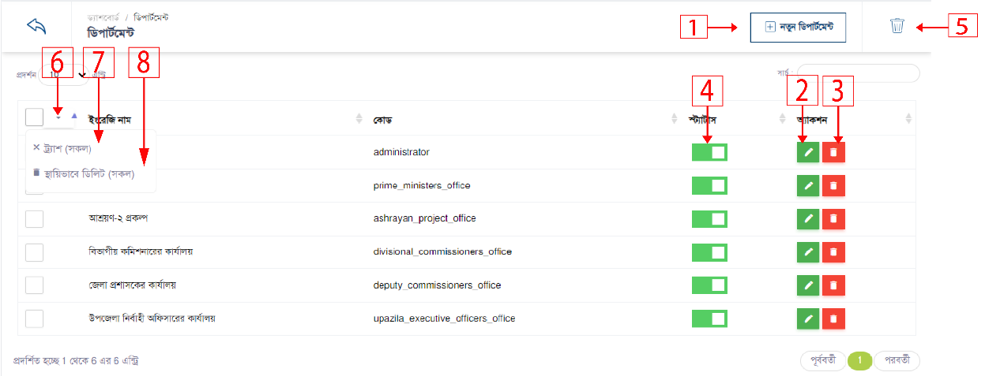 ড্যাশবোর্ড / ডিপার্টমেন্ট
ডিপার্টমেন্ট
1
নতুন ডিপার্টমেন্ট
5
6 7 8
প্রদর্শন 10 এন্ট্রি
সার্চ :
4 2 3
ইংরেজি নাম কোড স্ট্যাটাস অ্যাকশন
ট্র্যাশ (সকল)
স্থায়িভাবে ডিলিট (সকল)
administrator
prime_ministers_office
আশ্রয়ণ-২ প্রকল্প ashrayan_project_office
বিভাগীয় কমিশনারের কার্যালয় divisional_commissioners_office
জেলা প্রশাসকের কার্যালয় deputy_commissioners_office
উপজেলা নির্বাহী অফিসারের কার্যালয় upazila_executive_officers_office
প্রদর্শিত হচ্ছে 1 থেকে 6 এর 6 এন্ট্রি
পূর্ববর্তী 1 পরবর্তী